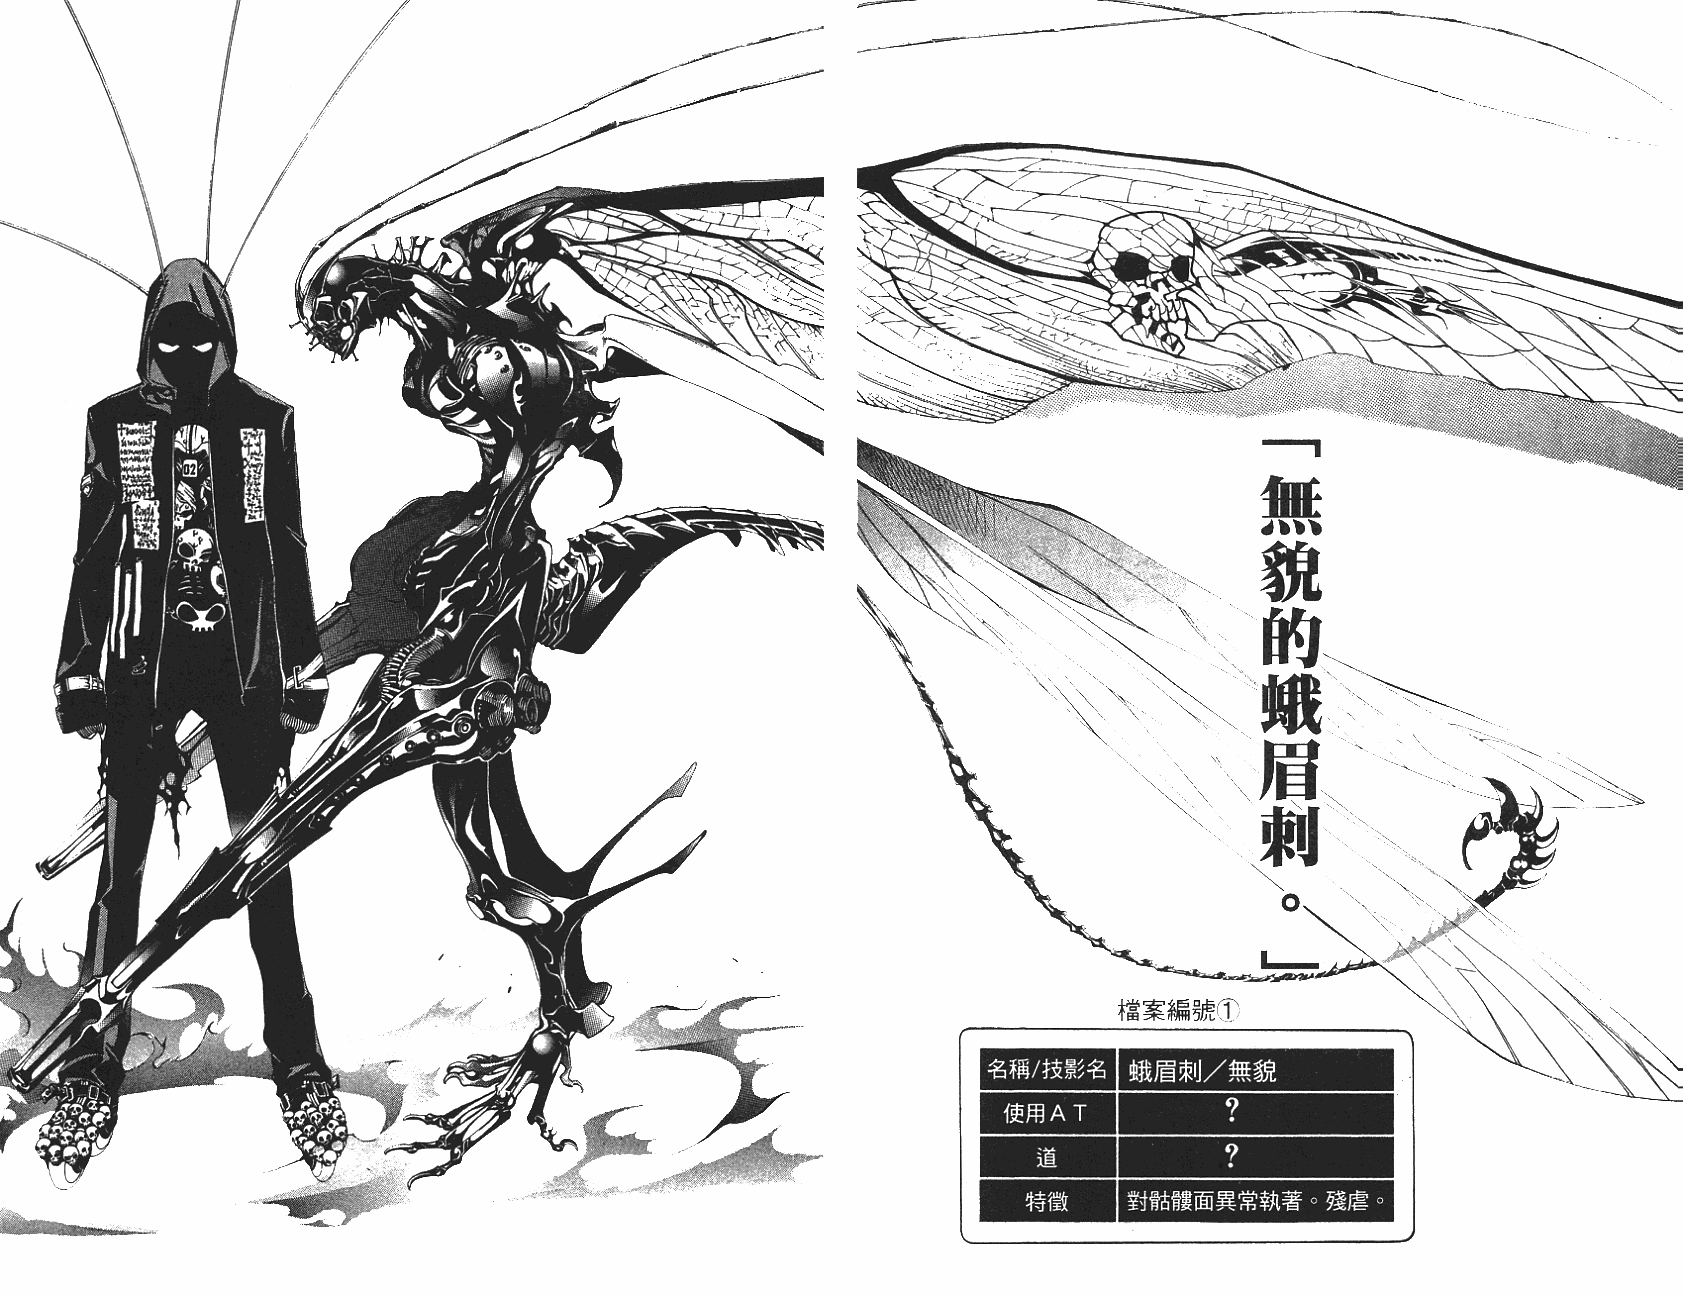 「無貌的蛾眉刺。」
檔案編號①
名稱/技影名 蛾眉刺／無貌
使用ＡＴ ？
道 ？
特徵 對骷髏面異常執著。殘虐。
02